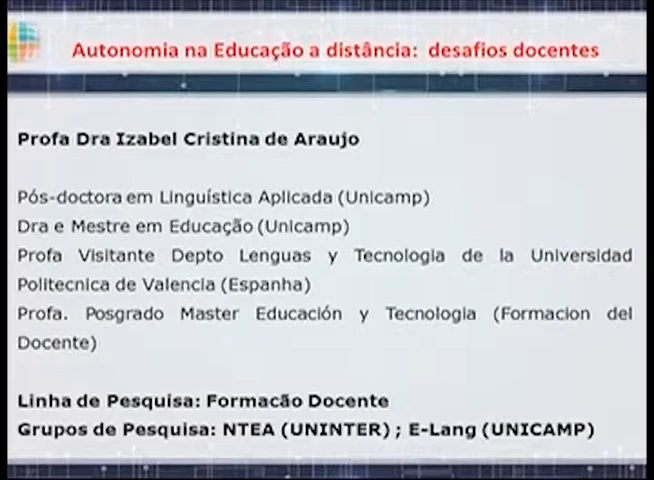 Autonomia na Educação a distância: desafios docentes
Profa Dra Izabel Cristina de Araujo
Pós-doctora em Linguística Aplicada (Unicamp)
Dra e Mestre em Educação (Unicamp)
Profa Visitante Depto Lenguas y Tecnologia de la Universidad
Politecnica de Valencia (Espanha)
Profa. Posgrado Master Educación y Tecnologia (Formacion del
Docente)
Linha de Pesquisa: Formacão Docente
Grupos de Pesquisa: NTEA (UNINTER) ; E-Lang (UNICAMP)